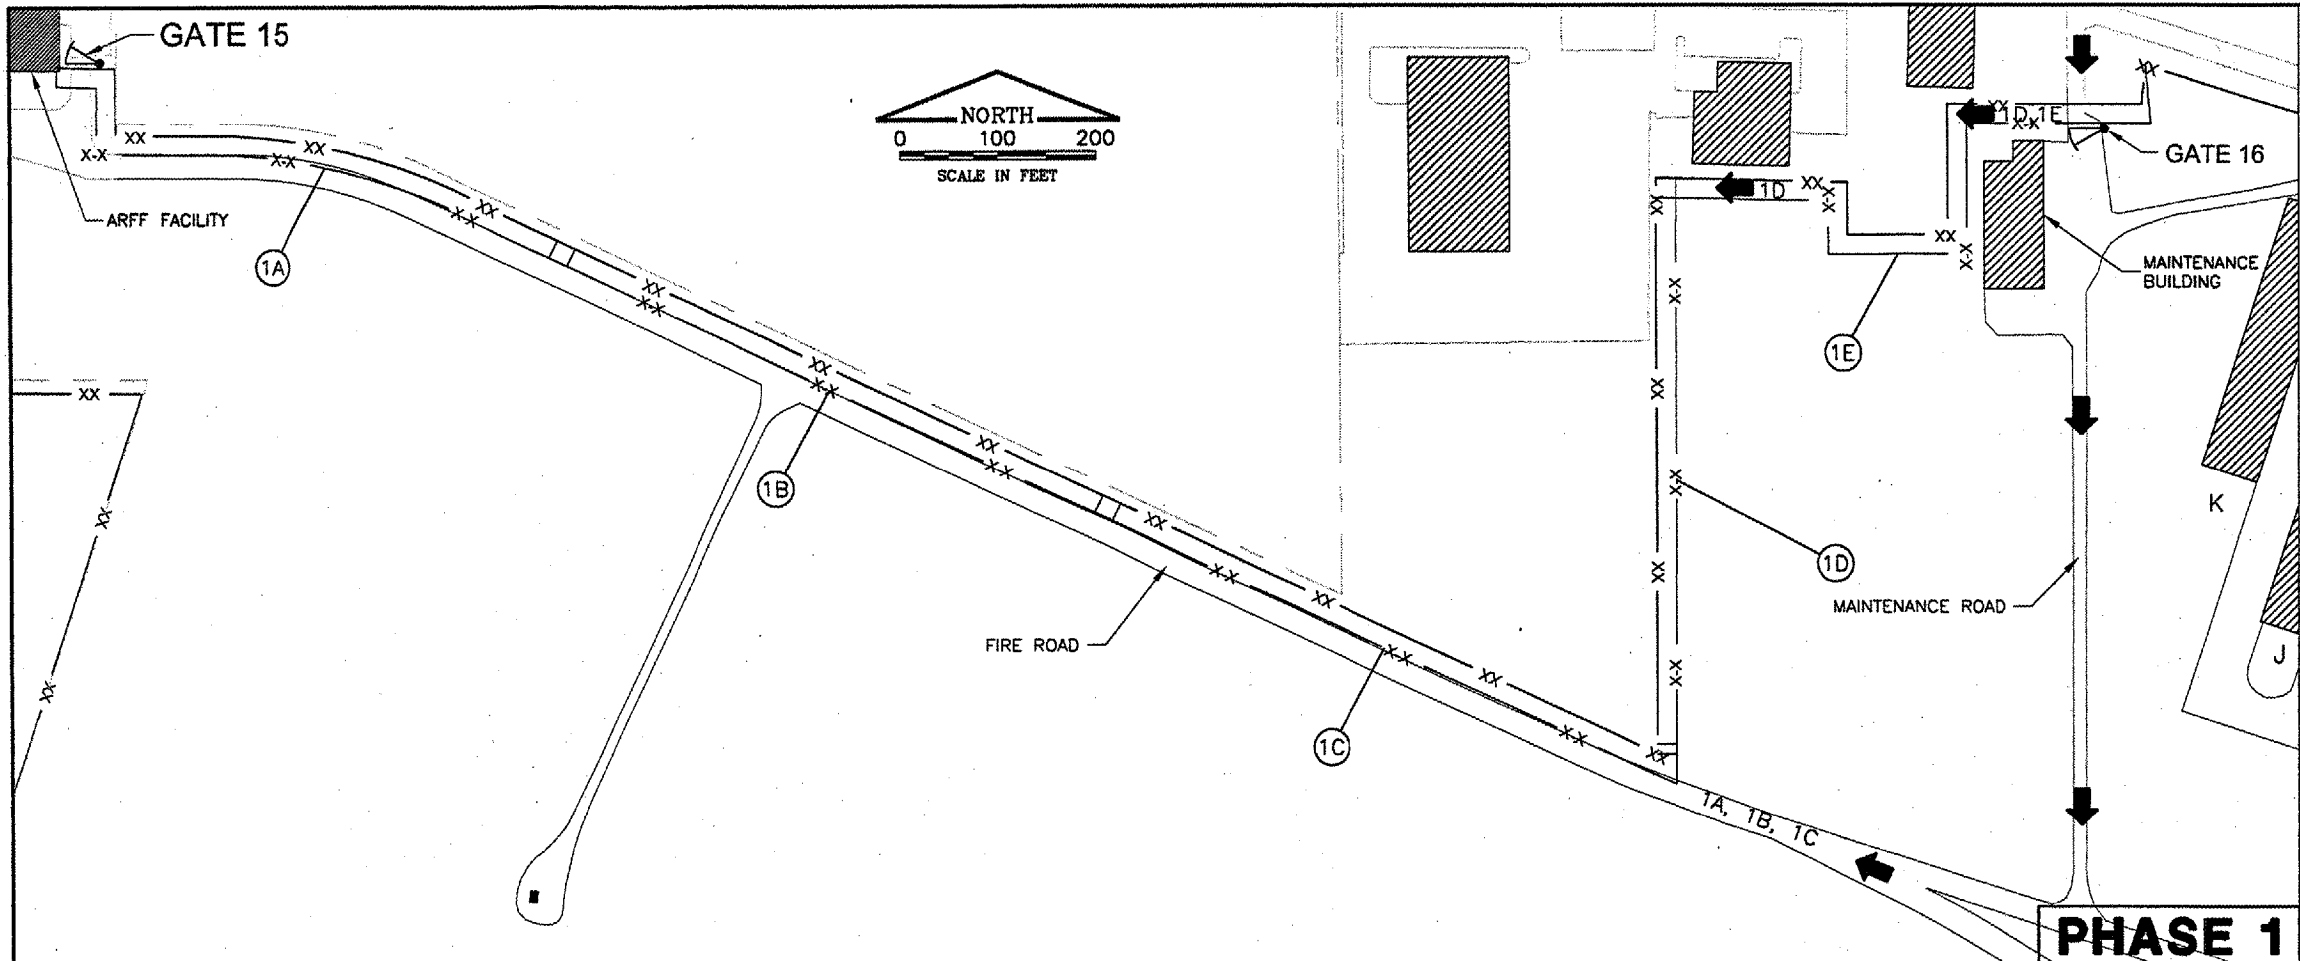 GATE 15
NORTH
0 100 200
SCALE IN FEET
1D, 1E
GATE 16
1D
ARFF FACILITY
1A
MAINTENANCE
BUILDING
1E
1B
K
1D
MAINTENANCE ROAD
FIRE ROAD
J
1C
1A, 1B, 1C
PHASE 1